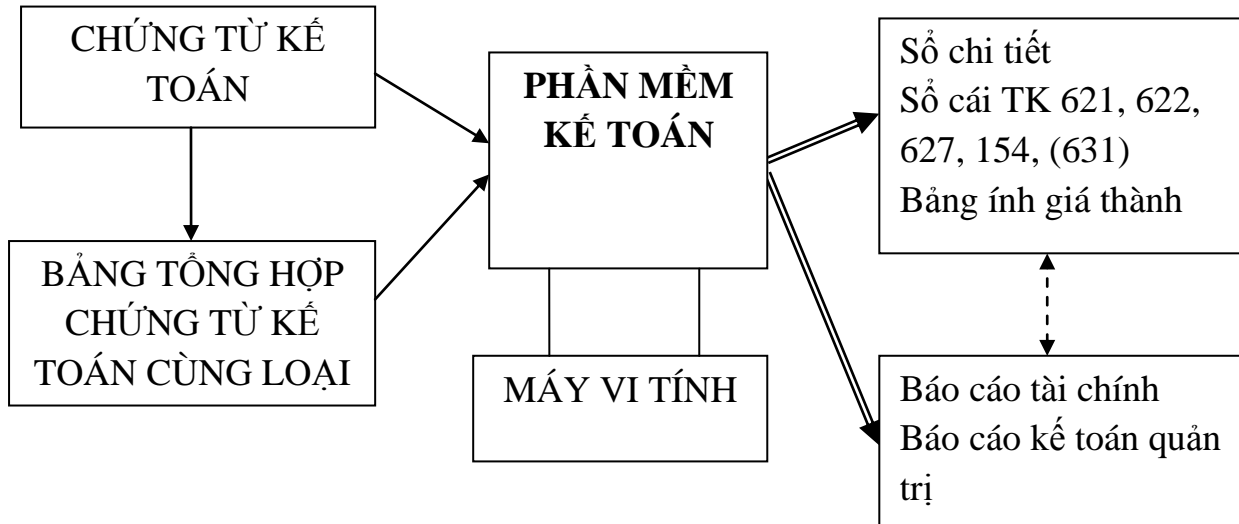 CHỨNG TỪ KẾ
TOÁN
BẢNG TỔNG HỢP
CHỨNG TỪ KẾ
TOÁN CÙNG LOẠI
PHẦN MỀM
KẾ TOÁN
MÁY VI TÍNH
Sổ chi tiết
Sổ cái TK 621, 622,
627, 154, (631)
Bảng ính giá thành
Báo cáo tài chính
Báo cáo kế toán quản
trị